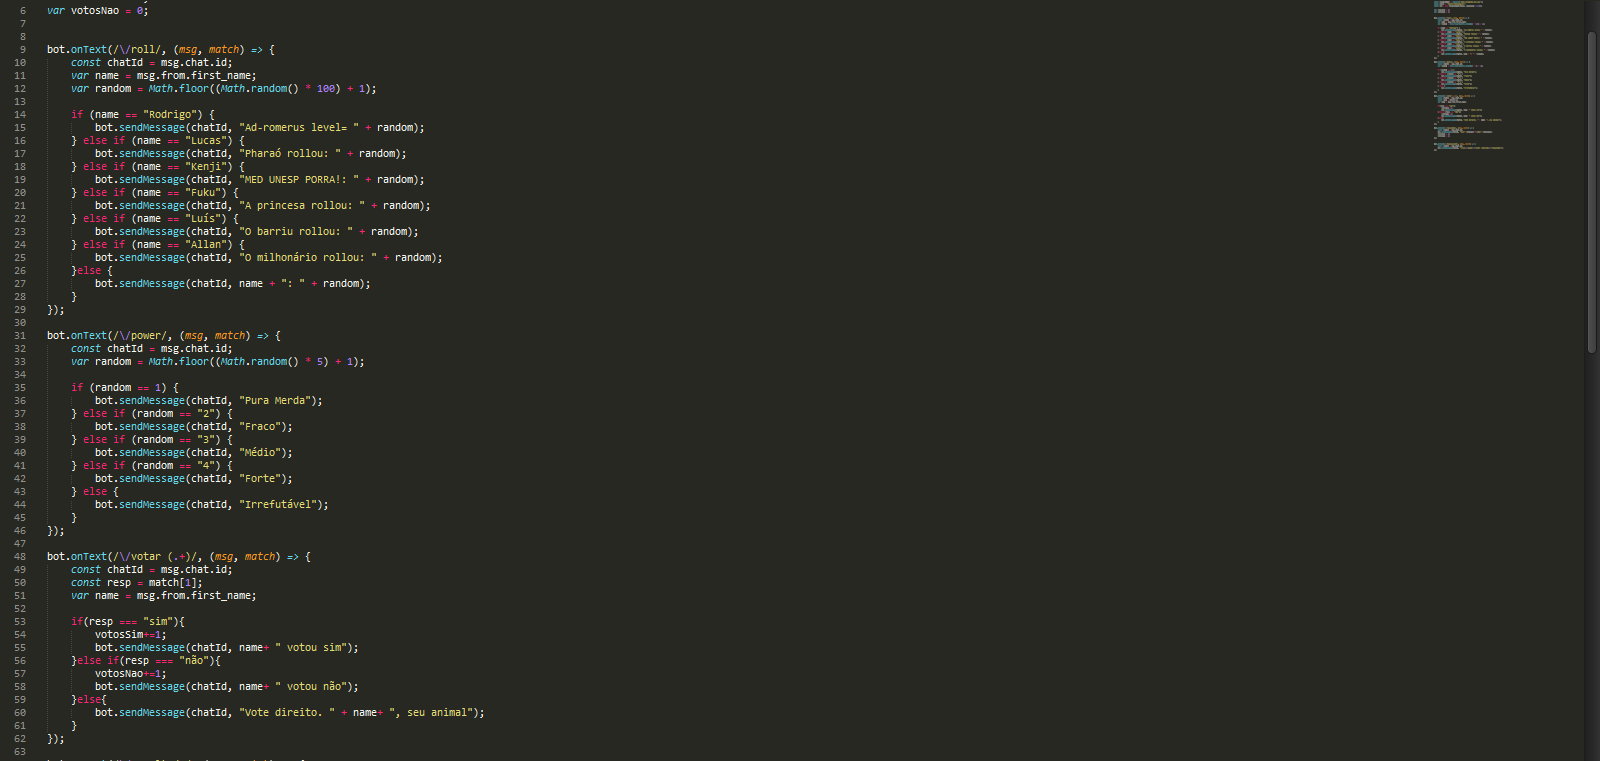 6 var votosNao = 0;
7
8
9 bot.onText(/\/roll/, (msg, match) => {
10 const chatId = msg.chat.id;
11 var name = msg.from.first_name;
12 var random = Math.floor((Math.random() * 100) + 1);
13
14 if (name == "Rodrigo") {
15 bot.sendMessage(chatId, "Ad-romerus level= " + random);
16 } else if (name == "Lucas") {
17 bot.sendMessage(chatId, "Pharaó rollou: " + random);
18 } else if (name == "Kenji") {
19 bot.sendMessage(chatId, "MED UNESP PORRA!: " + random);
20 } else if (name == "Fuku") {
21 bot.sendMessage(chatId, "A princesa rollou: " + random);
22 } else if (name == "Luís") {
23 bot.sendMessage(chatId, "O barriu rollou: " + random);
24 } else if (name == "Allan") {
25 bot.sendMessage(chatId, "O milhonário rollou: " + random);
26 }else {
27 bot.sendMessage(chatId, name + ": " + random);
28 }
29 });
30
31 bot.onText(/\/power/, (msg, match) => {
32 const chatId = msg.chat.id;
33 var random = Math.floor((Math.random() * 5) + 1);
34
35 if (random == 1) {
36 bot.sendMessage(chatId, "Pura Merda");
37 } else if (random == "2") {
38 bot.sendMessage(chatId, "Fraco");
39 } else if (random == "3") {
40 bot.sendMessage(chatId, "Médio");
41 } else if (random == "4") {
42 bot.sendMessage(chatId, "Forte");
43 } else {
44 bot.sendMessage(chatId, "Irrefutável");
45 }
46 });
47
48 bot.onText(/\/votar (.+)/, (msg, match) => {
49 const chatId = msg.chat.id;
50 const resp = match[1];
51 var name = msg.from.first_name;
52
53 if(resp === "sim"){
54 votosSim+=1;
55 bot.sendMessage(chatId, name+ " votou sim");
56 }else if(resp === "não"){
57 votosNao+=1;
58 bot.sendMessage(chatId, name+ " votou não");
59 }else{
60 bot.sendMessage(chatId, "Vote direito. " + name+ ", seu animal");
61 }
62 });
63